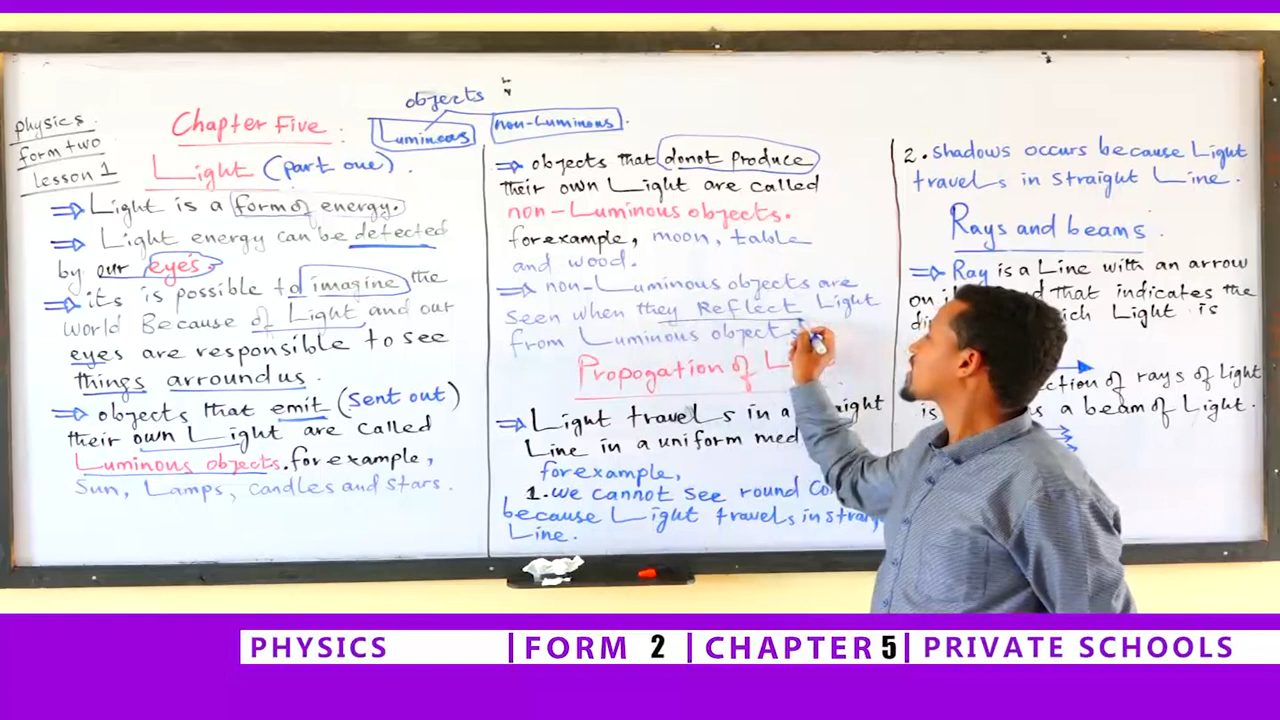 physics.
form two
Lesson 1
Chapter Five.
Light (part one).
objects
Lumineous
non-Luminous.
⇒ Light is a form of energy.
⇒ Light energy can be detected
by our eyes.
⇒ its is possible to imagine the
world Because of Light and our
eyes are responsible to see
things arround us.
⇒ objects that emit (sent out)
their own Light are called
Luminous objects. for example,
Sun, Lamps, candles and stars.
⇒ objects that donot produce
their own Light are called
non-Luminous objects.
for example, moon, table
and wood.
⇒ non-Luminous objects are
seen when they Reflect Light
from Luminous objects
Propogation of L
⇒ Light travels in a
Line in a uniform
for example,
1. we cannot see round
because Light travels in
Line.
2. shadows occurs because Light
travels in straight Line.
Rays and beams.
⇒ Ray is a Line with an arrow
on that indicates the
Light is
of rays of Light
is a beam of Light.
PHYSICS | FORM 2 | CHAPTER 5 | PRIVATE SCHOOLS